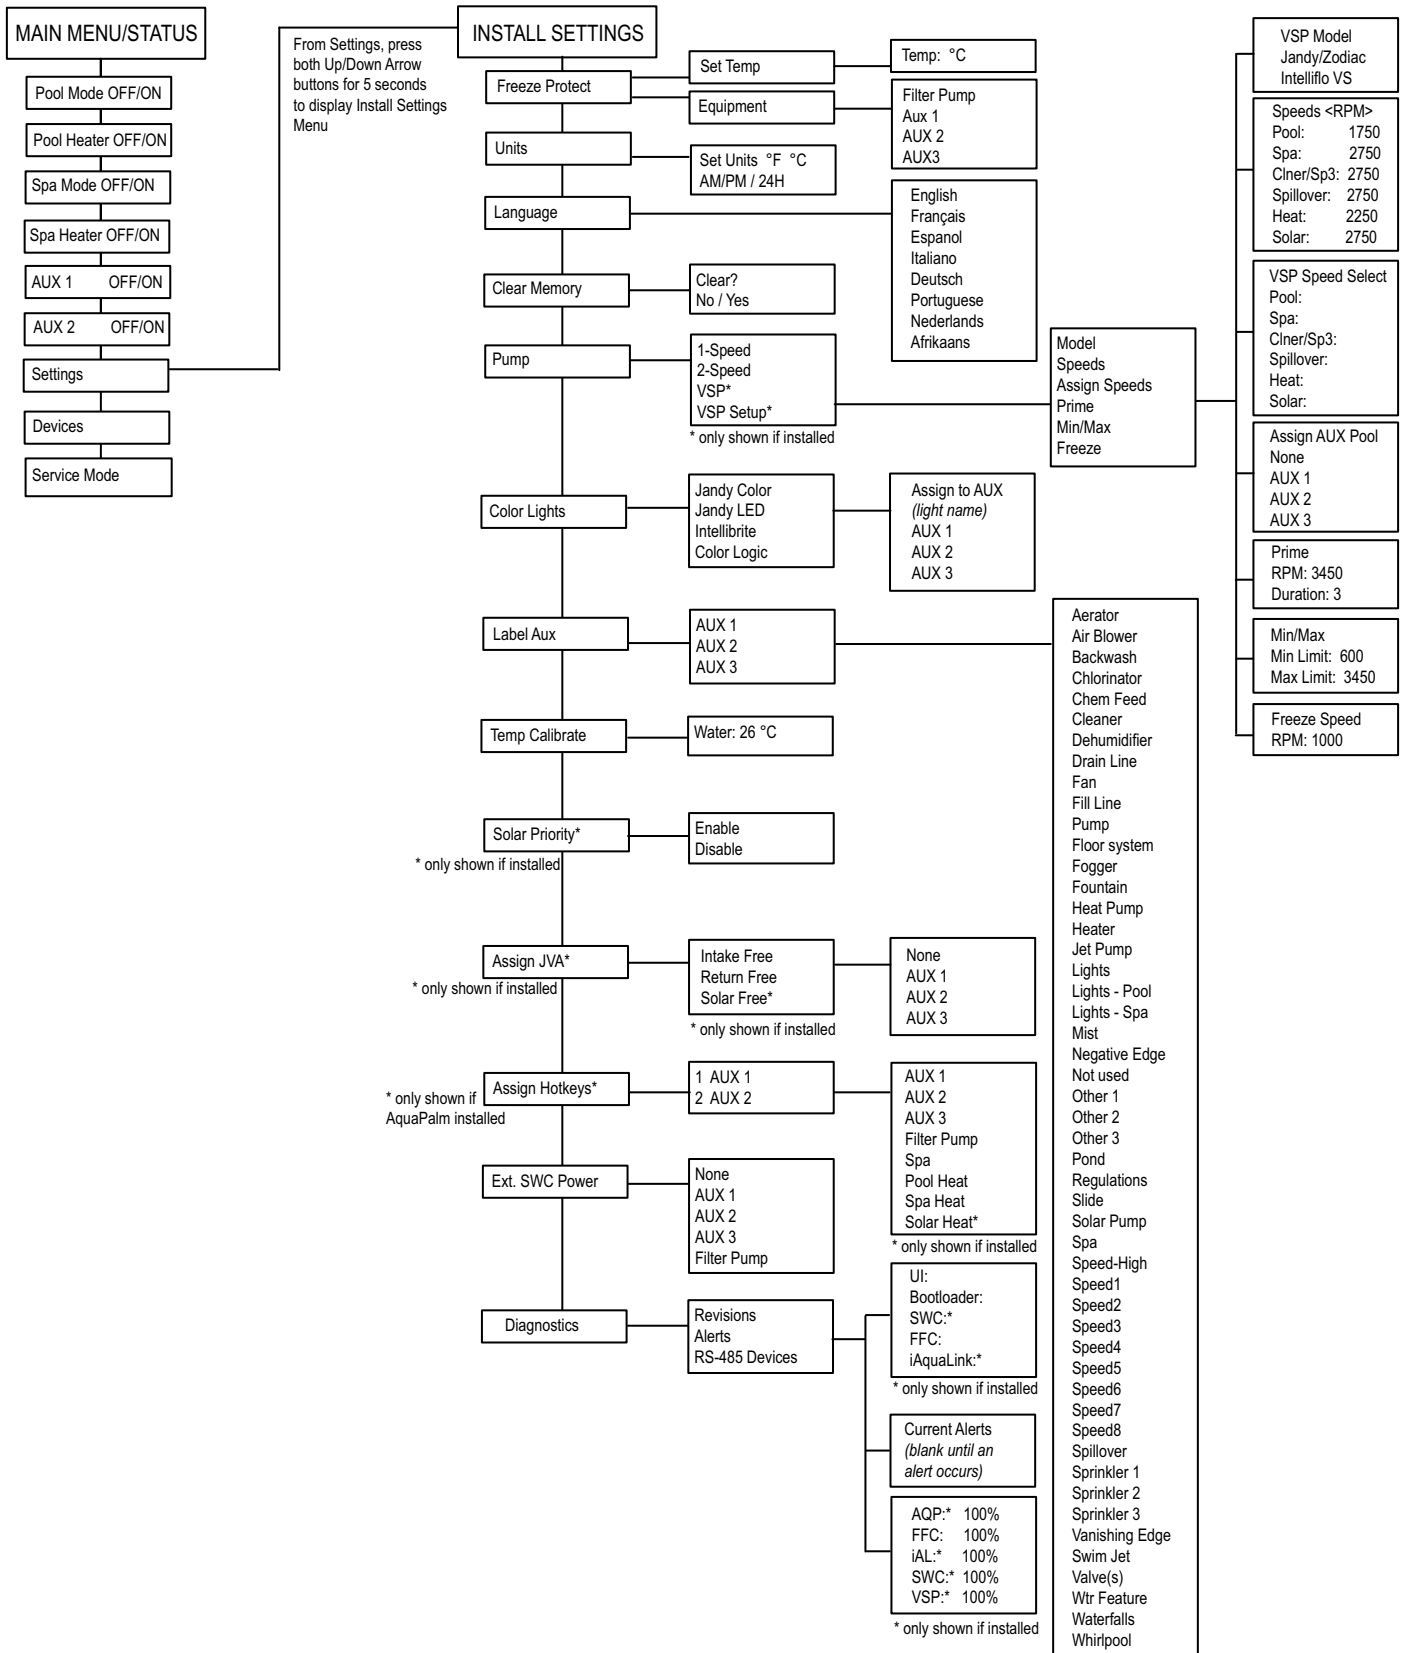 MAIN MENU/STATUS
Pool Mode OFF/ON
Pool Heater OFF/ON
Spa Mode OFF/ON
Spa Heater OFF/ON
AUX 1 OFF/ON
AUX 2 OFF/ON
Settings
Devices
Service Mode
From Settings, press
both Up/Down Arrow
buttons for 5 seconds
to display Install Settings
Menu
INSTALL SETTINGS
Freeze Protect
Set Temp
Temp: °C
Equipment
Filter Pump
Aux 1
AUX 2
AUX3
Units
Set Units °F °C
AM/PM / 24H
Language
English
Français
Espanol
Italiano
Deutsch
Portuguese
Nederlands
Afrikaans
Clear Memory
Clear?
No / Yes
Pump
1-Speed
2-Speed
VSP*
VSP Setup*
* only shown if installed
Model
Speeds
Assign Speeds
Prime
Min/Max
Freeze
VSP Model
Jandy/Zodiac
Intelliflo VS
Speeds <RPM>
Pool: 1750
Spa: 2750
Clner/Sp3: 2750
Spillover: 2750
Heat: 2250
Solar: 2750
VSP Speed Select
Pool:
Spa:
Clner/Sp3:
Spillover:
Heat:
Solar:
Assign AUX Pool
None
AUX 1
AUX 2
AUX 3
Prime
RPM: 3450
Duration: 3
Min/Max
Min Limit: 600
Max Limit: 3450
Freeze Speed
RPM: 1000
Color Lights
Jandy Color
Jandy LED
Intellibrite
Color Logic
Assign to AUX
(light name)
AUX 1
AUX 2
AUX 3
Label Aux
AUX 1
AUX 2
AUX 3
Aerator
Air Blower
Backwash
Chlorinator
Chem Feed
Cleaner
Dehumidifier
Drain Line
Fan
Fill Line
Pump
Floor system
Fogger
Fountain
Heat Pump
Heater
Jet Pump
Lights
Lights - Pool
Lights - Spa
Mist
Negative Edge
Not used
Other 1
Other 2
Other 3
Pond
Regulations
Slide
Solar Pump
Spa
Speed-High
Speed1
Speed2
Speed3
Speed4
Speed5
Speed6
Speed7
Speed8
Spillover
Sprinkler 1
Sprinkler 2
Sprinkler 3
Vanishing Edge
Swim Jet
Valve(s)
Wtr Feature
Waterfalls
Whirlpool
Temp Calibrate
Water: 26 °C
Solar Priority*
* only shown if installed
Enable
Disable
Assign JVA*
* only shown if installed
Intake Free
Return Free
Solar Free*
* only shown if installed
None
AUX 1
AUX 2
AUX 3
Assign Hotkeys*
* only shown if
AquaPalm installed
1 AUX 1
2 AUX 2
AUX 1
AUX 2
AUX 3
Filter Pump
Spa
Pool Heat
Spa Heat
Solar Heat*
* only shown if installed
Ext. SWC Power
None
AUX 1
AUX 2
AUX 3
Filter Pump
Diagnostics
Revisions
Alerts
RS-485 Devices
UI:
Bootloader:
SWC:*
FFC:
iAquaLink:*
* only shown if installed
Current Alerts
(blank until an
alert occurs)
AQP:* 100%
FFC: 100%
iAL:* 100%
SWC:* 100%
VSP:* 100%
* only shown if installed